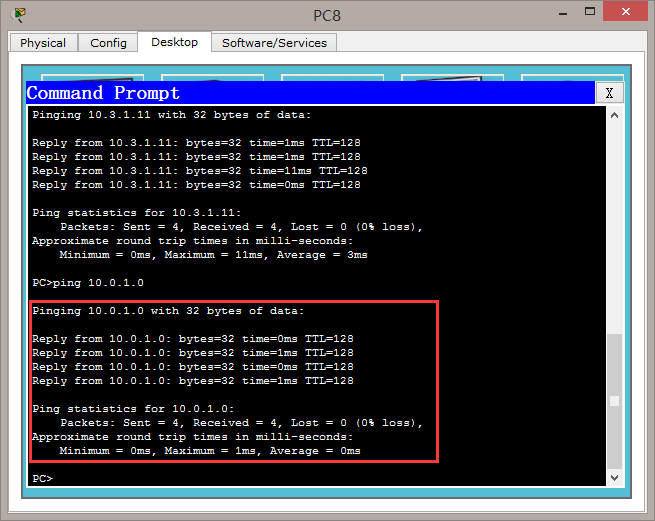 PC8
Physical Config Desktop Software/Services
Command Prompt
X
Pinging 10.3.1.11 with 32 bytes of data:
Reply from 10.3.1.11: bytes=32 time=1ms TTL=128
Reply from 10.3.1.11: bytes=32 time=1ms TTL=128
Reply from 10.3.1.11: bytes=32 time=11ms TTL=128
Reply from 10.3.1.11: bytes=32 time=0ms TTL=128
Ping statistics for 10.3.1.11:
Packets: Sent = 4, Received = 4, Lost = 0 (0% loss),
Approximate round trip times in milli-seconds:
Minimum = 0ms, Maximum = 11ms, Average = 3ms
PC>ping 10.0.1.0
Pinging 10.0.1.0 with 32 bytes of data:
Reply from 10.0.1.0: bytes=32 time=0ms TTL=128
Reply from 10.0.1.0: bytes=32 time=1ms TTL=128
Reply from 10.0.1.0: bytes=32 time=0ms TTL=128
Reply from 10.0.1.0: bytes=32 time=1ms TTL=128
Ping statistics for 10.0.1.0:
Packets: Sent = 4, Received = 4, Lost = 0 (0% loss),
Approximate round trip times in milli-seconds:
Minimum = 0ms, Maximum = 1ms, Average = 0ms
PC>